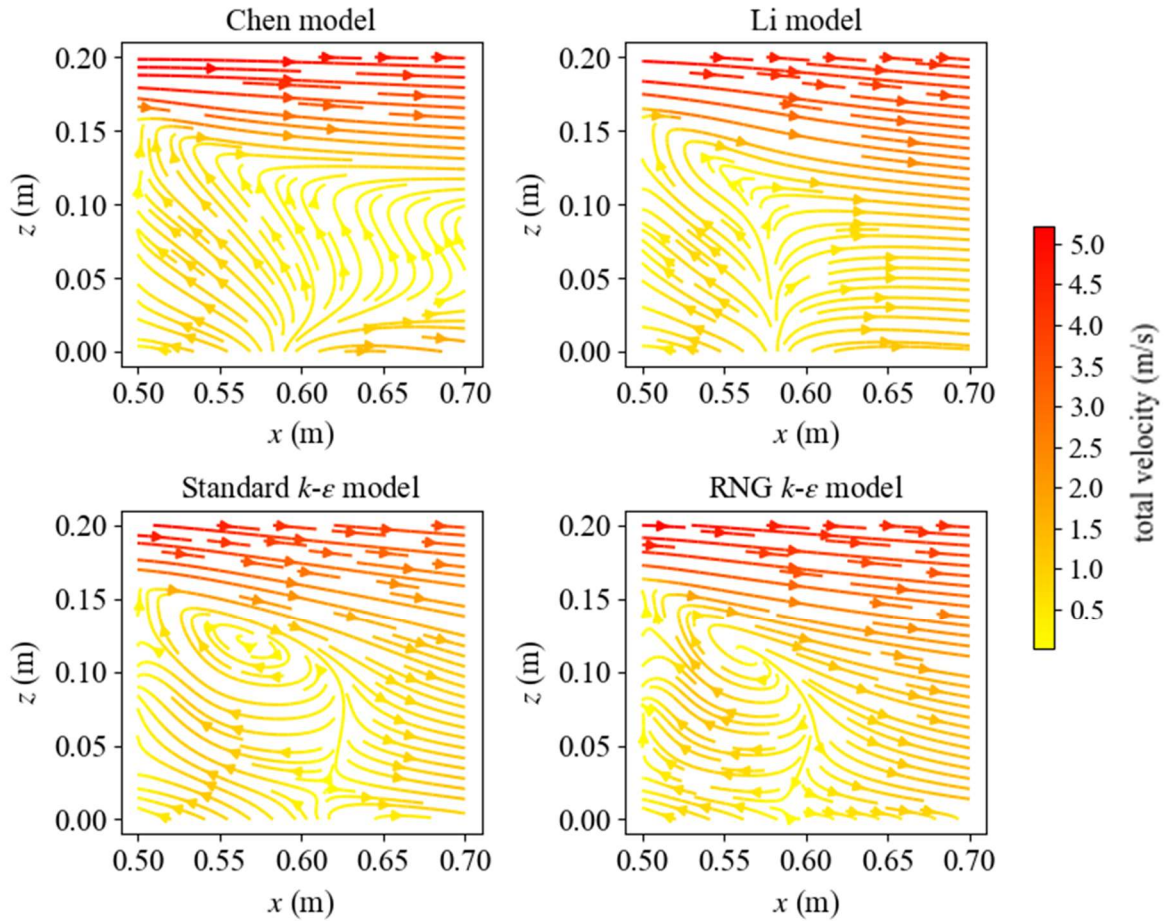 Chen model
Li model
0.20
0.15
0.10
0.05
0.00
z (m)
0.50 0.55 0.60 0.65 0.70
x (m)
0.20
0.15
0.10
0.05
0.00
z (m)
0.50 0.55 0.60 0.65 0.70
x (m)
Standard k-ε model
RNG k-ε model
0.20
0.15
0.10
0.05
0.00
z (m)
0.50 0.55 0.60 0.65 0.70
x (m)
0.20
0.15
0.10
0.05
0.00
z (m)
0.50 0.55 0.60 0.65 0.70
x (m)
5.0
4.5
4.0
3.5
3.0
2.5
2.0
1.5
1.0
0.5
total velocity (m/s)